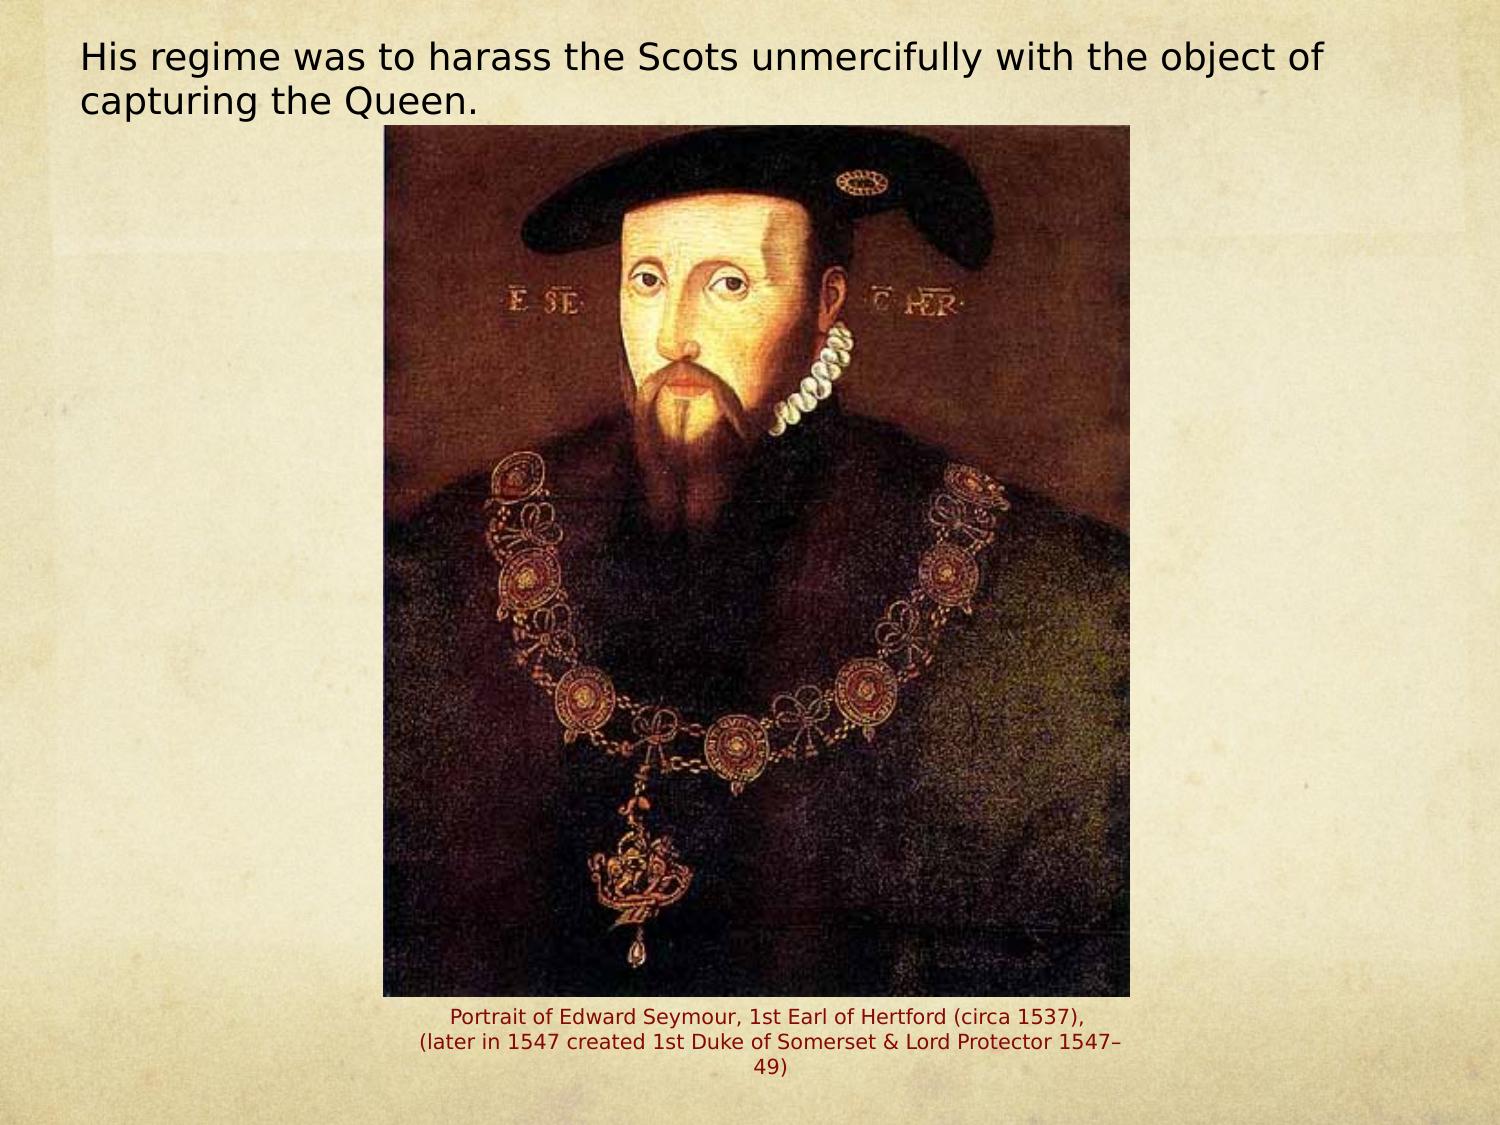 His regime was to harass the Scots unmercifully with the object of
capturing the Queen.
E SE
Portrait of Edward Seymour, 1st Earl of Hertford (circa 1537),
(later in 1547 created 1st Duke of Somerset & Lord Protector 1547–
49)